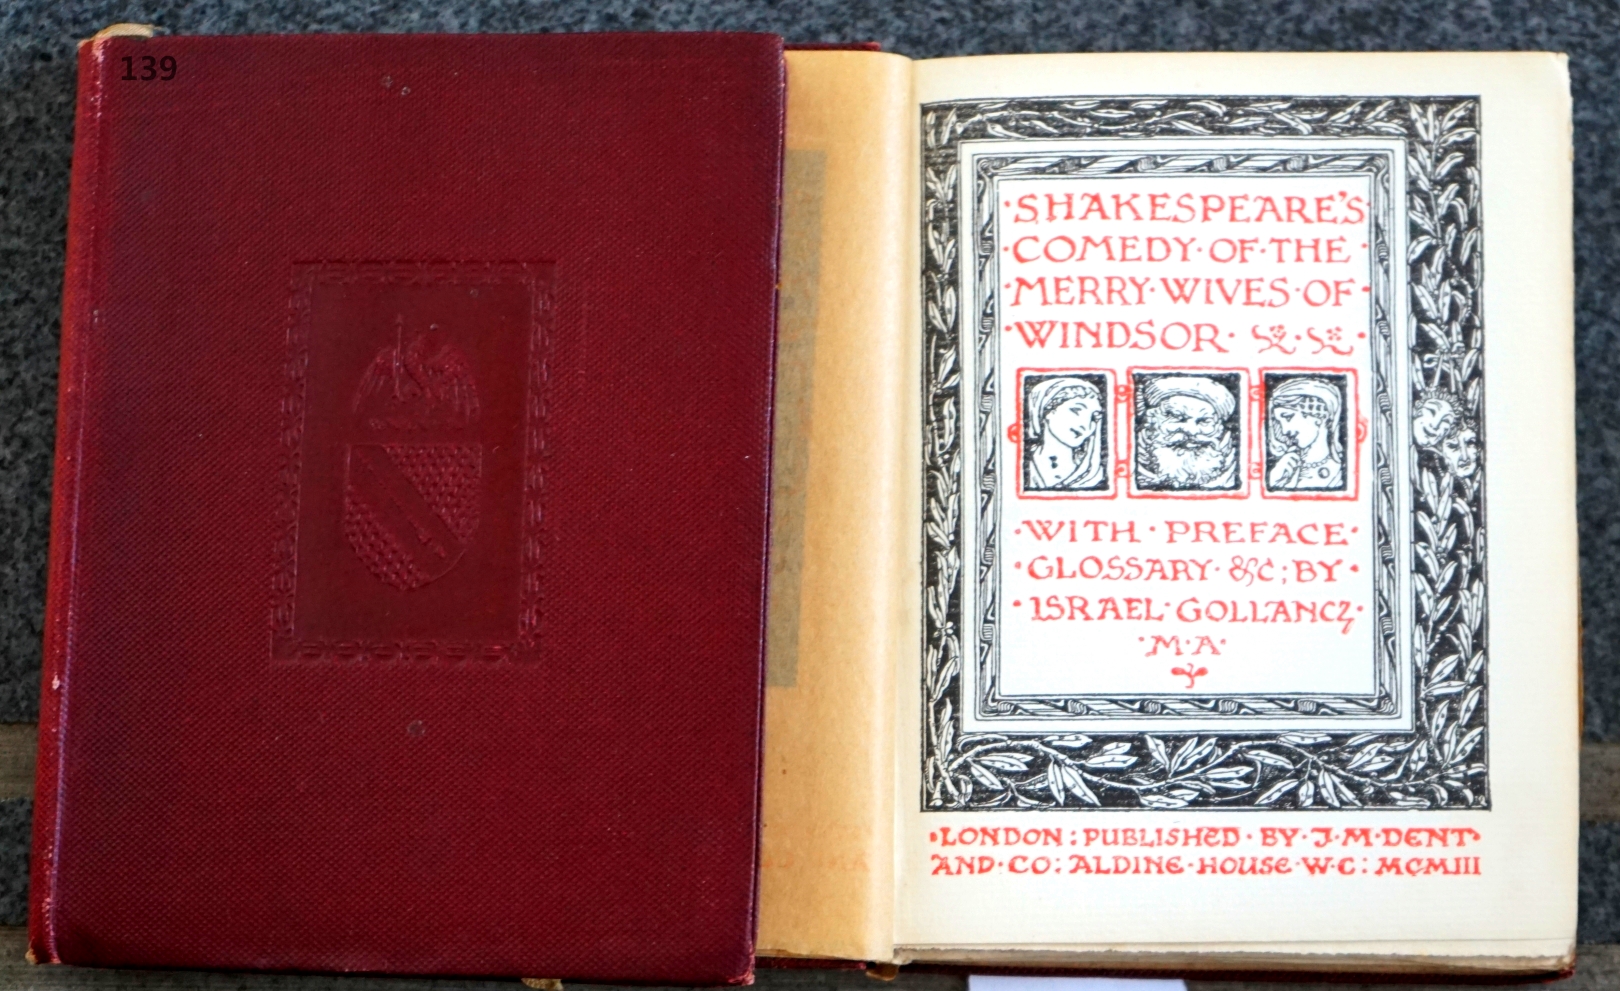 139
·SHAKESPEARE'S·
·COMEDY·OF·THE·
·MERRY·WIVES·OF·
·WINDSOR·
·WITH·PREFACE·
·GLOSSARY·&C;BY·
·ISRAEL·GOLLANCZ·
·M·A·
·LONDON:PUBLISHED·BY·J·M·DENT·
AND·CO:ALDINE·HOUSE·W·C:MCMIII